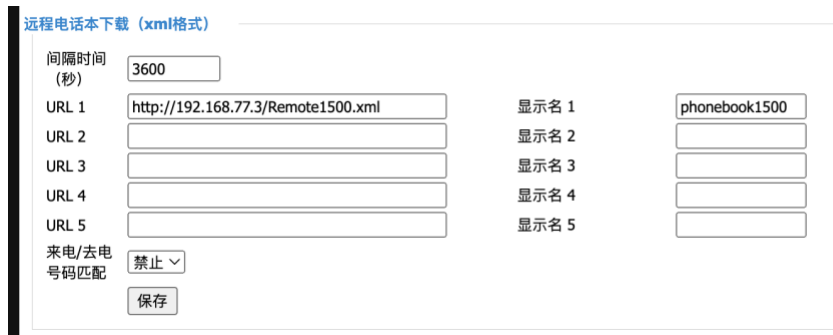 远程电话本下载（xml格式）
间隔时间
（秒）
3600
URL 1 http://192.168.77.3/Remote1500.xml 显示名 1 phonebook1500
URL 2 显示名 2
URL 3 显示名 3
URL 4 显示名 4
URL 5 显示名 5
来电/去电
号码匹配
禁止
保存